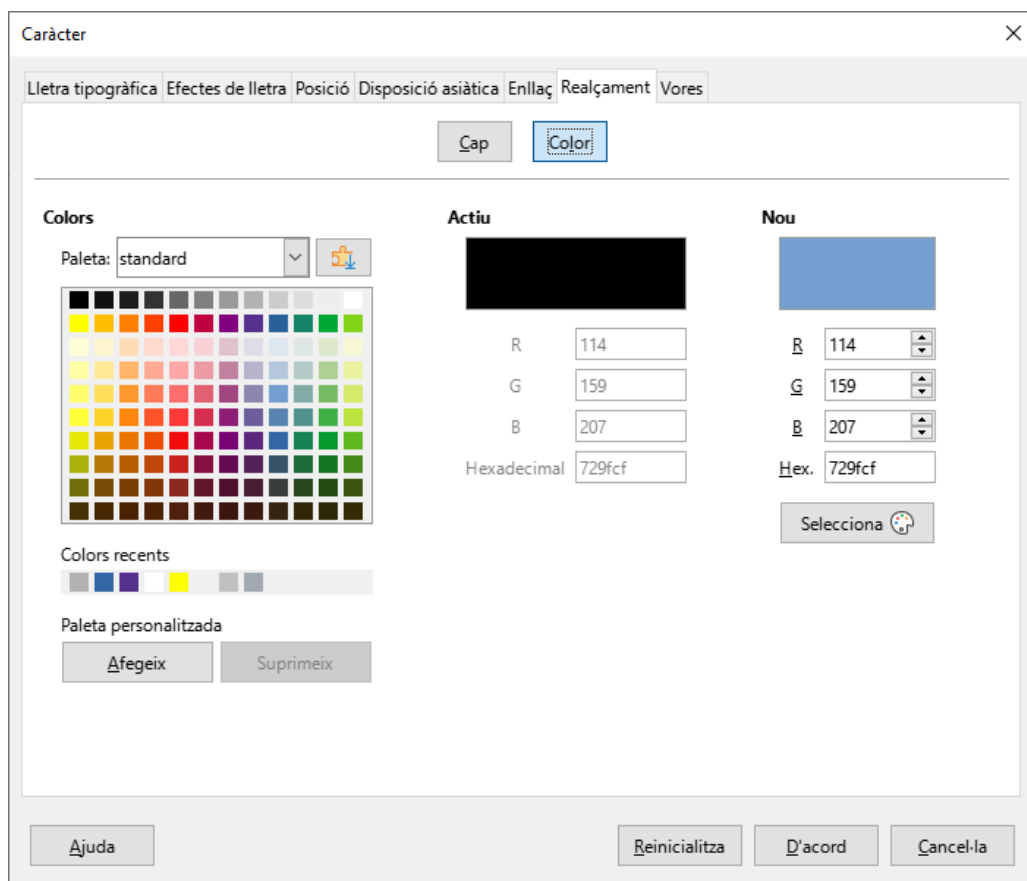 Caràcter
Lletra tipogràfica Efectes de lletra Posició Disposició asiàtica Enllaç Realçament Vores
Cap Color
Colors Actiu Nou
Paleta: standard
R 114 R 114
G 159 G 159
B 207 B 207
Hexadecimal 729fcf Hex. 729fcf
Selecciona
Colors recents
Paleta personalitzada
Afegeix Suprimeix
Ajuda Reinicialitza D'acord Cancel·la